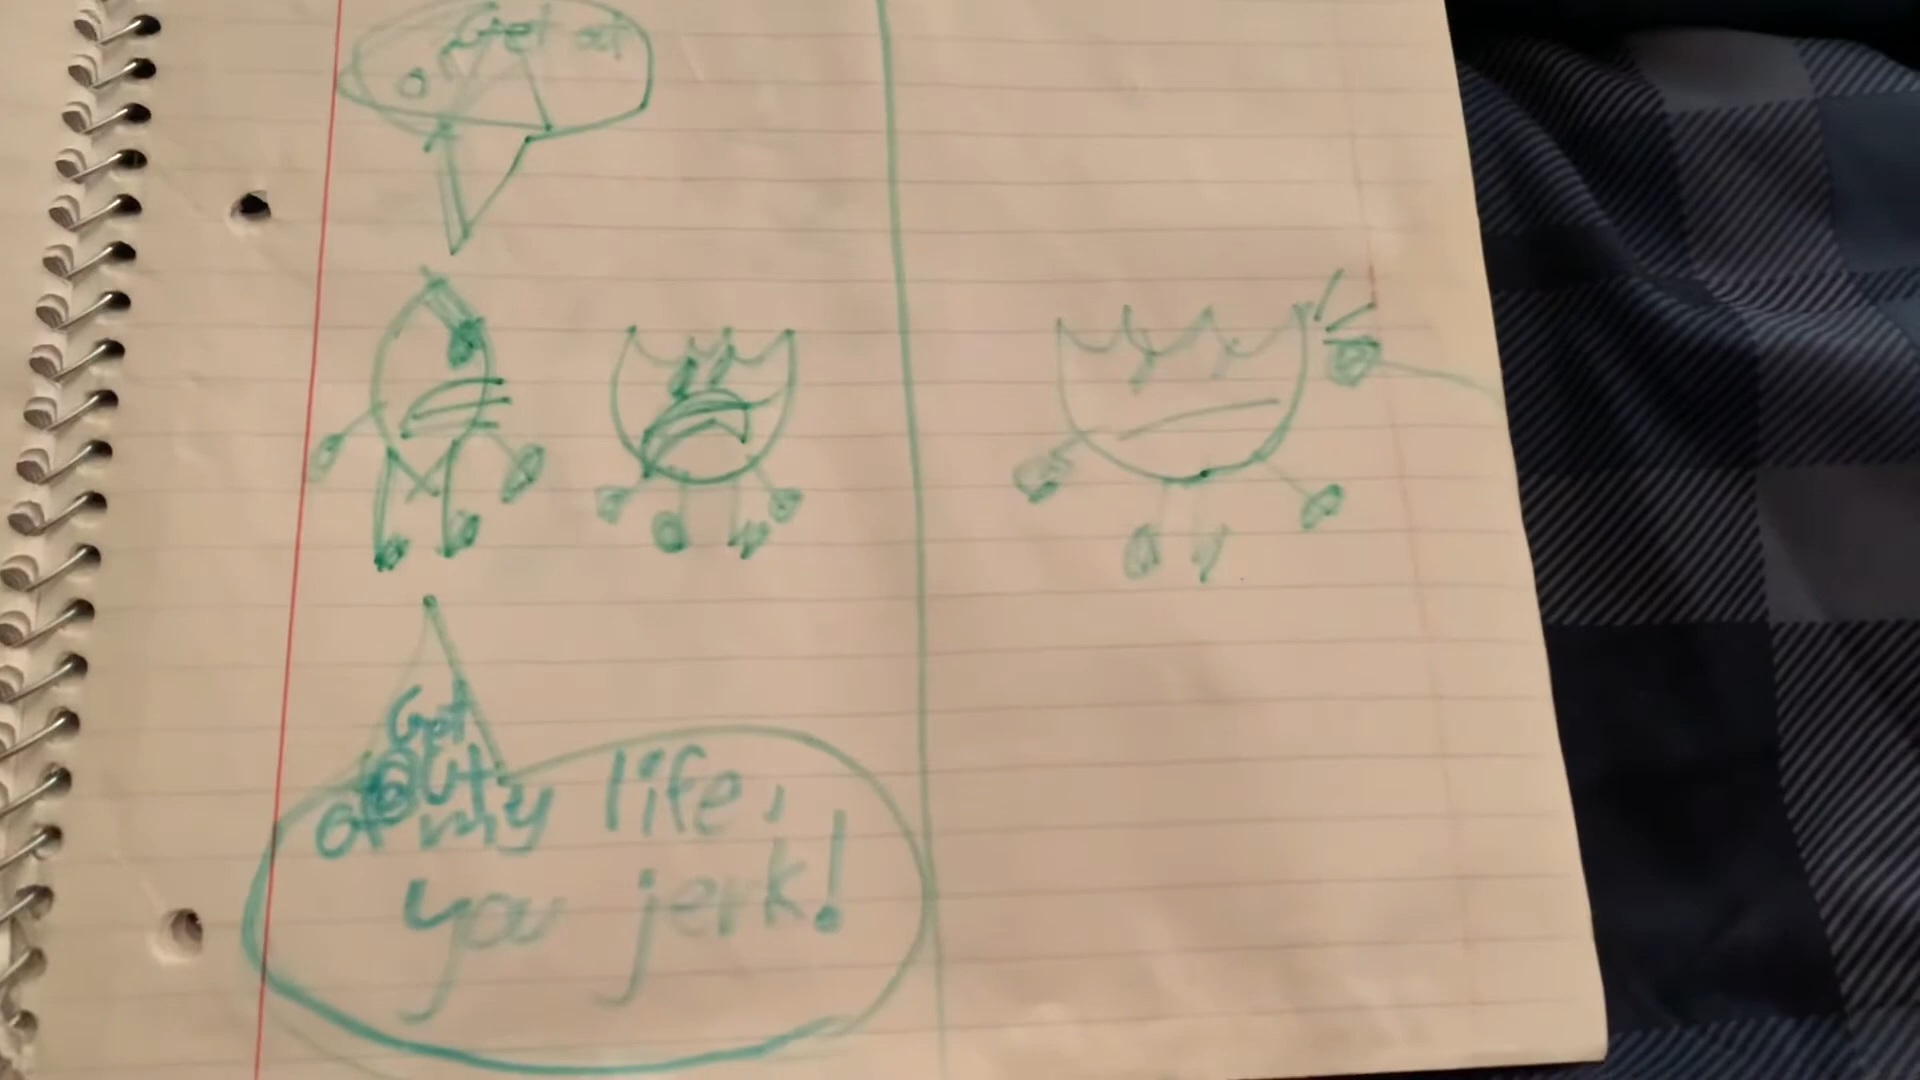 Get out
o
Get
out
of my life,
you jerk!